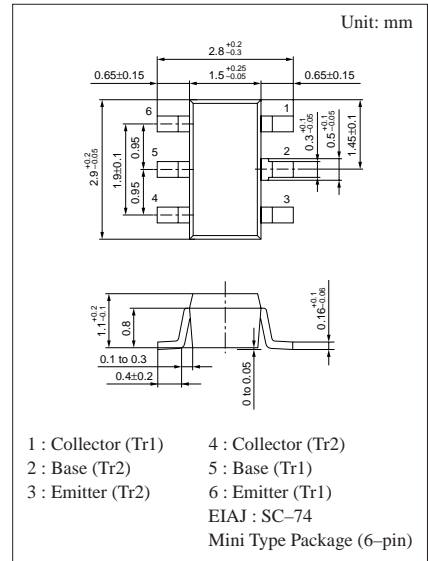 Unit: mm
2.8 +0.2 −0.3
0.65±0.15 1.5 +0.25 −0.05 0.65±0.15
6 1
5 2
4 3
2.9 +0.2 −0.05
1.9±0.1
0.95
0.95
0.3 +0.1 −0.05
0.5 +0.1 −0.05
1.45±0.1
1.1 +0.2 −0.1
0.8
0.1 to 0.3
0.4±0.2
0 to 0.05
0.16 +0.1 −0.06
1 : Collector (Tr1) 4 : Collector (Tr2)
2 : Base (Tr2) 5 : Base (Tr1)
3 : Emitter (Tr2) 6 : Emitter (Tr1)
EIAJ : SC–74
Mini Type Package (6–pin)